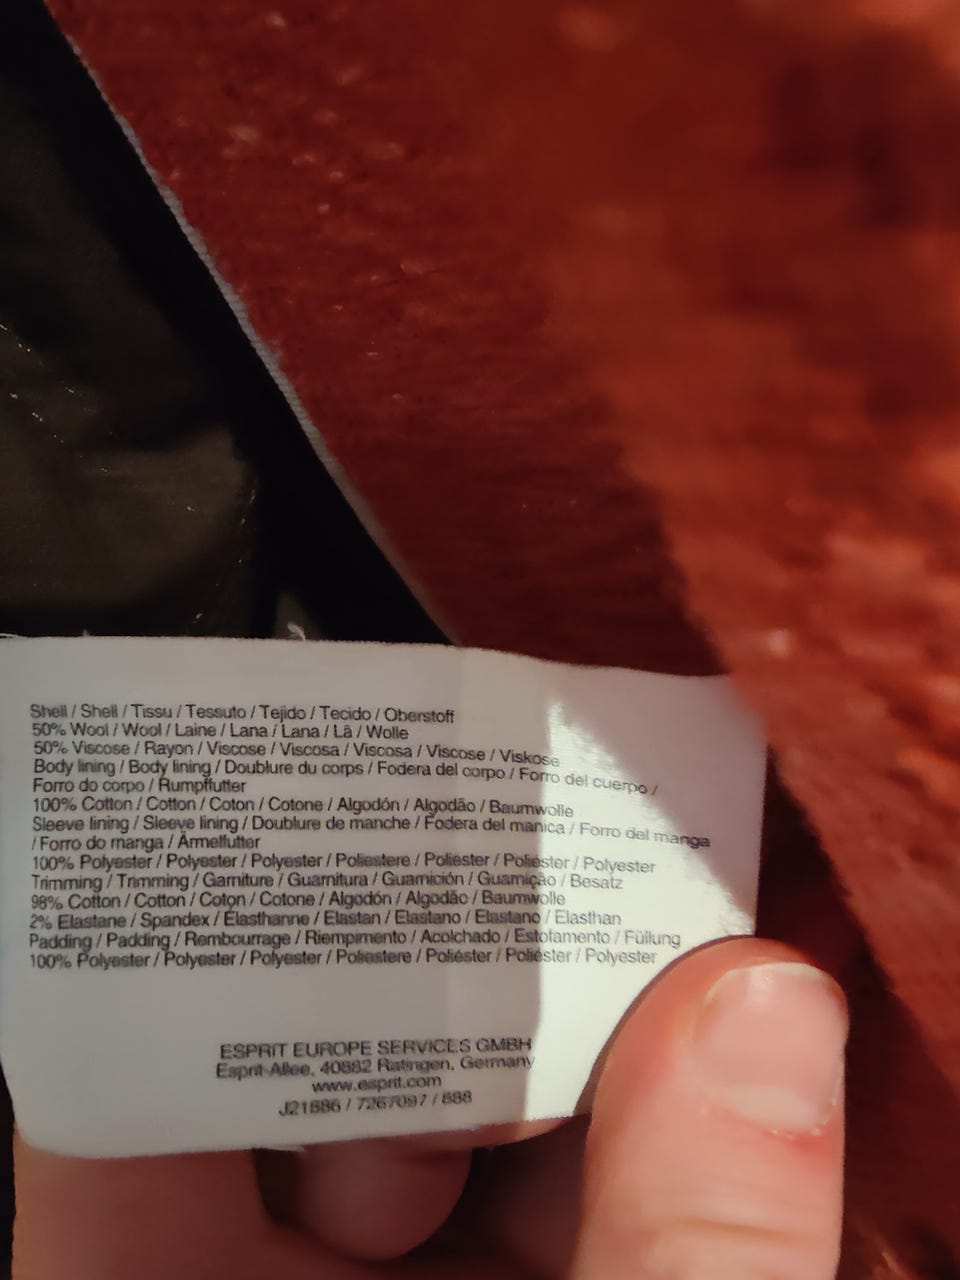 Shell / Shell / Tissu / Tessuto / Tejido / Tecido / Oberstoff
50% Wool / Wool / Laine / Lana / Lana / Lã / Wolle
50% Viscose / Rayon / Viscose / Viscosa / Viscosa / Viscose / Viskose
Body lining / Body lining / Doublure du corps / Fodera del corpo / Forro del cuerpo /
Forro do corpo / Rumpffutter
100% Cotton / Cotton / Coton / Cotone / Algodón / Algodão / Baumwolle
Sleeve lining / Sleeve lining / Doublure de manche / Fodera del manica / Forro del manga
/ Forro do manga / Ärmelfutter
100% Polyester / Polyester / Polyester / Poliestere / Poliester / Poliéster / Polyester
Trimming / Trimming / Garniture / Guarnitura / Guarnición / Guarnição / Besatz
98% Cotton / Cotton / Coton / Cotone / Algodón / Algodão / Baumwolle
2% Elastane / Spandex / Élasthanne / Elastan / Elastano / Elastano / Elasthan
Padding / Padding / Rembourrage / Riempimento / Acolchado / Estofamento / Füllung
100% Polyester / Polyester / Polyester / Poliestere / Poliéster / Poliéster / Polyester
ESPRIT EUROPE SERVICES GMBH
Esprit-Allee, 40882 Ratingen, Germany
www.esprit.com
J21886 / 7267097 / 888